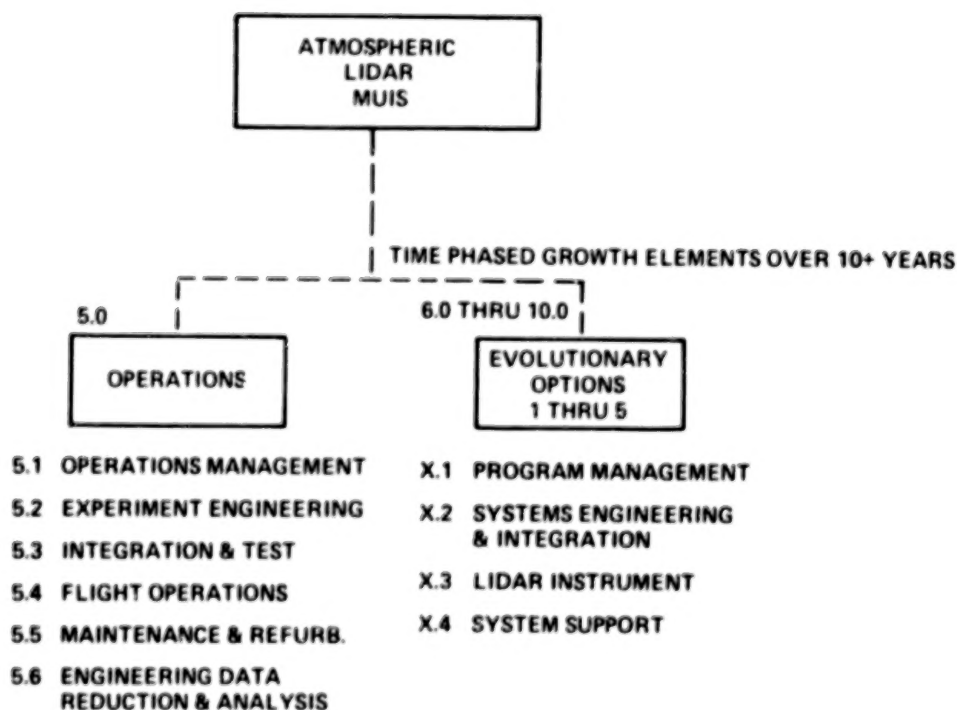 ATMOSPHERIC
LIDAR
MUIS
TIME PHASED GROWTH ELEMENTS OVER 10+ YEARS
5.0
OPERATIONS
5.1 OPERATIONS MANAGEMENT
5.2 EXPERIMENT ENGINEERING
5.3 INTEGRATION & TEST
5.4 FLIGHT OPERATIONS
5.5 MAINTENANCE & REFURB.
5.6 ENGINEERING DATA
REDUCTION & ANALYSIS
6.0 THRU 10.0
EVOLUTIONARY
OPTIONS
1 THRU 5
X.1 PROGRAM MANAGEMENT
X.2 SYSTEMS ENGINEERING
& INTEGRATION
X.3 LIDAR INSTRUMENT
X.4 SYSTEM SUPPORT